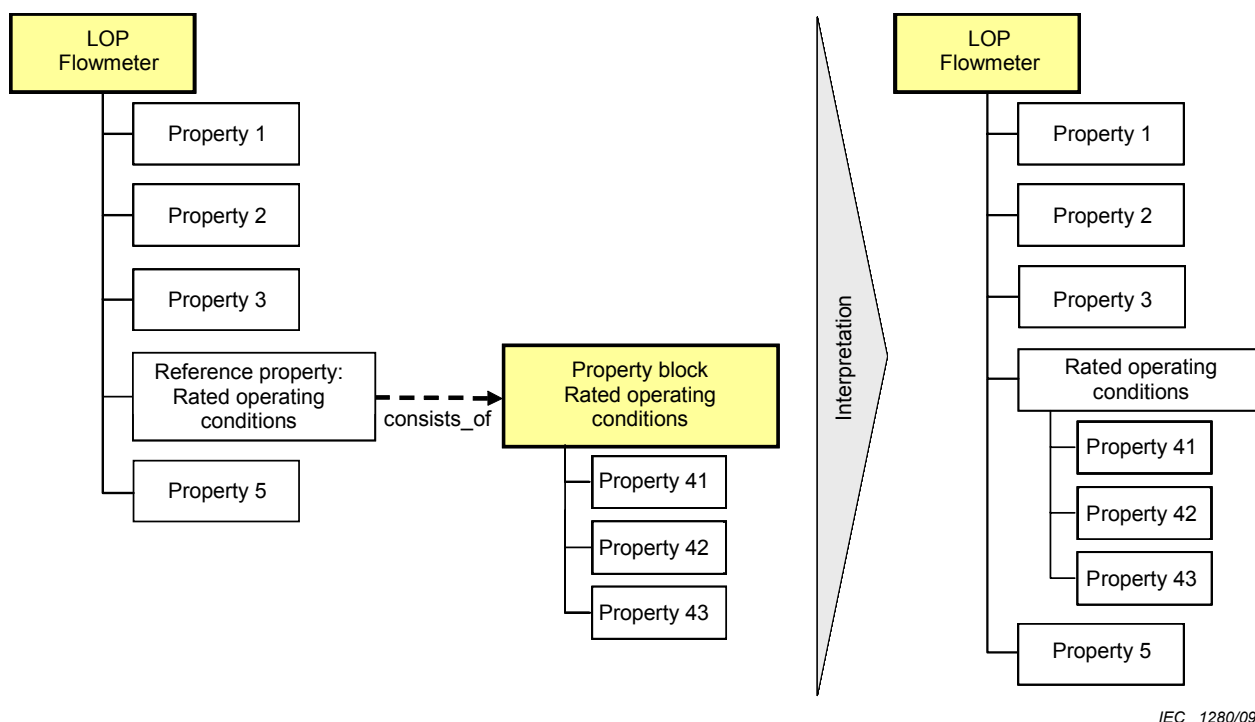 LOP
Flowmeter
Property 1
Property 2
Property 3
Reference property:
Rated operating
conditions
Property 5
consists_of
Property block
Rated operating
conditions
Property 41
Property 42
Property 43
Interpretation
LOP
Flowmeter
Property 1
Property 2
Property 3
Rated operating
conditions
Property 41
Property 42
Property 43
Property 5
IEC 1280/09